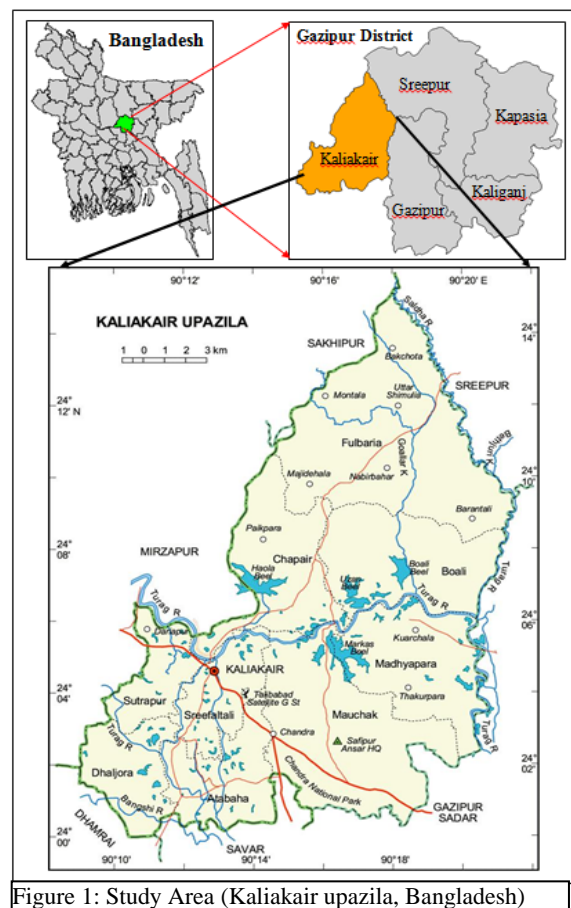 Bangladesh
Gazipur District
Sreepur
Kapasia
Kaliakair
Kaliganj
Gazipur
90°12'
90°16'
90°20' E
KALIAKAIR UPAZILA
1 0 1 2 3 km
SAKHIPUR
Saldha R
24°
14'
Bakchota
SREEPUR
Montala
Uttar
Shimulia
24°
12' N
Fulbaria
Goallar K
Nabirbahar
24°
10'
Majidehala
Barantali
Paikpara
24°
08'
MIRZAPUR
Haola
Beel
Chapair
Boali
Beel
Boali
Turag R
Turag R
Turag R
24°
06'
Danapur
Markas
Beel
Kuarchala
KALIAKAIR
Madhyapara
24°
04'
Talibabad
Satelite G St
Thakurpara
Sutrapur
Sreefaltali
Mauchak
Turag R
Chandra
Safipur
Ansar HQ
Turag R
24°
02'
Dhaljora
Chandra National Park
Bangshi R
Atabaha
GAZIPUR
SADAR
24°
00'
DHAMRAI
SAVAR
90°10'
90°14'
90°18'
Figure 1: Study Area (Kaliakair upazila, Bangladesh)